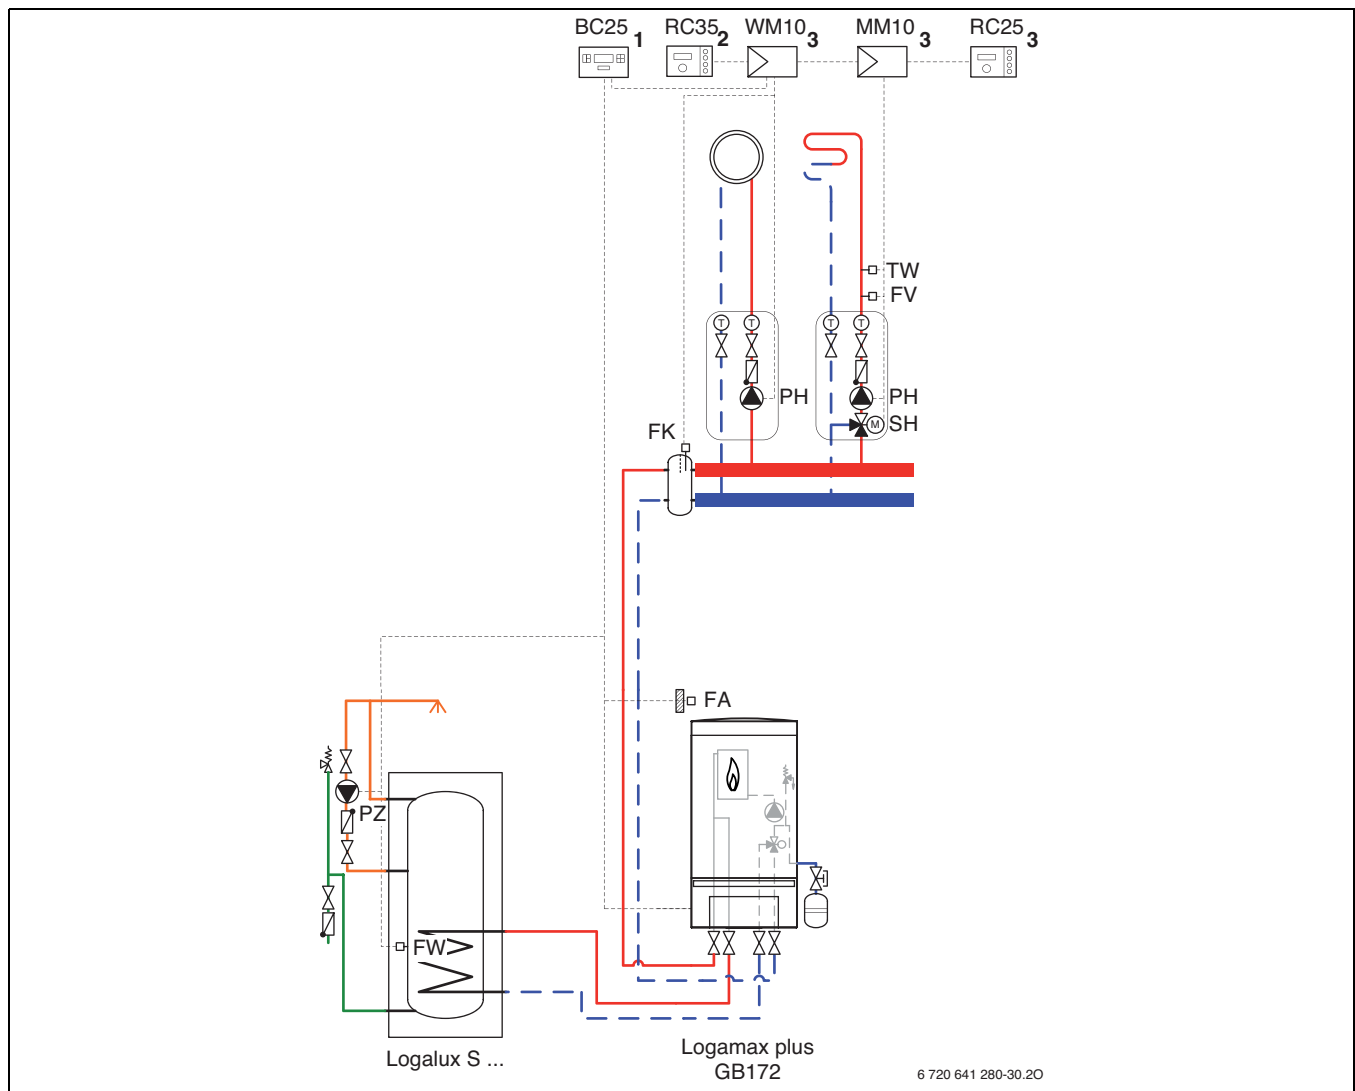 BC25 1 RC35 2 WM10 3 MM10 3 RC25 3
TW
FV
T T T T
PH PH
M SH
FK
FA
PZ
FW
Logalux S ...
Logamax plus
GB172
6 720 641 280-30.2O